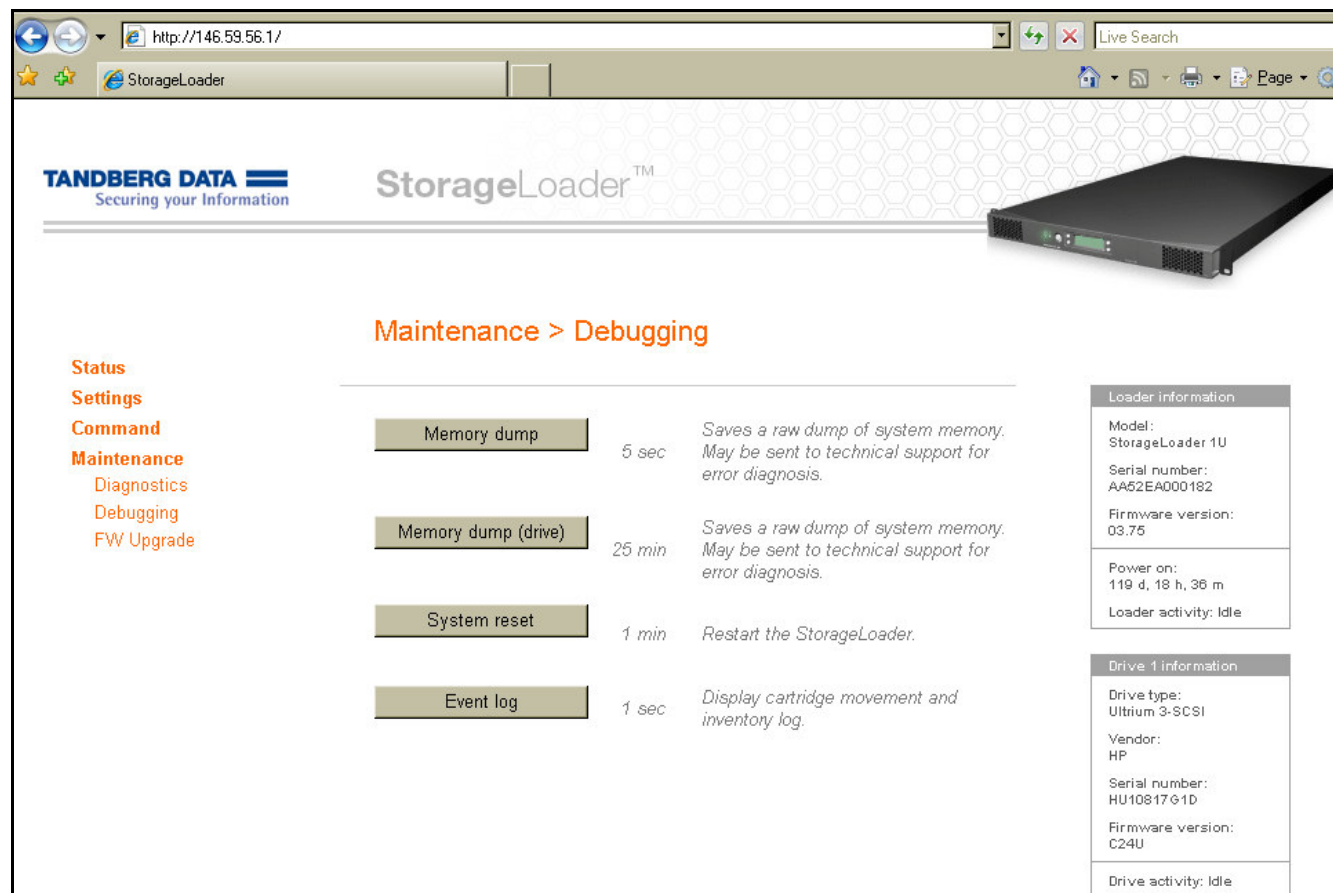 http://146.59.56.1/
Live Search
StorageLoader
Page
TANDBERG DATA
Securing your Information
StorageLoader™
Maintenance > Debugging
Status
Settings
Command
Maintenance
Diagnostics
Debugging
FW Upgrade
Memory dump
5 sec
Saves a raw dump of system memory.
May be sent to technical support for
error diagnosis.
Memory dump (drive)
25 min
Saves a raw dump of system memory.
May be sent to technical support for
error diagnosis.
System reset
1 min
Restart the StorageLoader.
Event log
1 sec
Display cartridge movement and
inventory log.
Loader information
Model:
StorageLoader 1U
Serial number:
AA52EA000182
Firmware version:
03.75
Power on:
119 d, 18 h, 36 m
Loader activity: Idle
Drive 1 information
Drive type:
Ultrium 3-SCSI
Vendor:
HP
Serial number:
HU10817G1D
Firmware version:
C24U
Drive activity: Idle